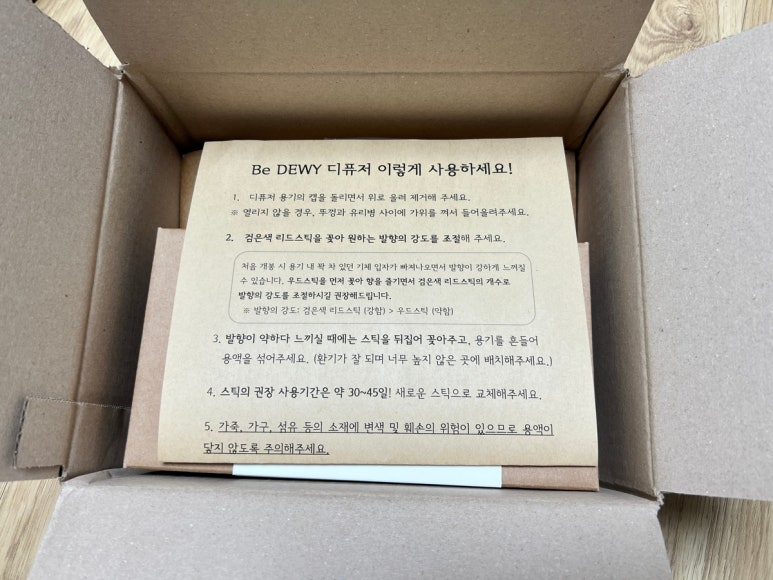 Be DEWY 디퓨저 이렇게 사용하세요!
1. 디퓨저 용기의 캡을 돌리면서 위로 올려 제거해 주세요.
※ 열리지 않을 경우, 뚜껑과 유리병 사이에 가위를 껴서 들어올려주세요.
2. 검은색 리드스틱을 꽂아 원하는 발향의 강도를 조절해 주세요.
처음 개봉 시 용기 내 꽉 차 있던 기체 입자가 빠져나오면서 발향이 강하게 느껴질
수 있습니다. 우드스틱을 먼저 꽂아 향을 즐기면서 검은색 리드스틱의 개수로
발향의 강도를 조절하시길 권장해드립니다.
※ 발향의 강도: 검은색 리드스틱 (강함) > 우드스틱 (약함)
3. 발향이 약하다 느끼실 때에는 스틱을 뒤집어 꽂아주고, 용기를 흔들어
용액을 섞어주세요. (환기가 잘 되며 너무 높지 않은 곳에 배치해주세요.)
4. 스틱의 권장 사용기간은 약 30~45일! 새로운 스틱으로 교체해주세요.
5. 가죽, 가구, 섬유 등의 소재에 변색 및 훼손의 위험이 있으므로 용액이
닿지 않도록 주의해주세요.